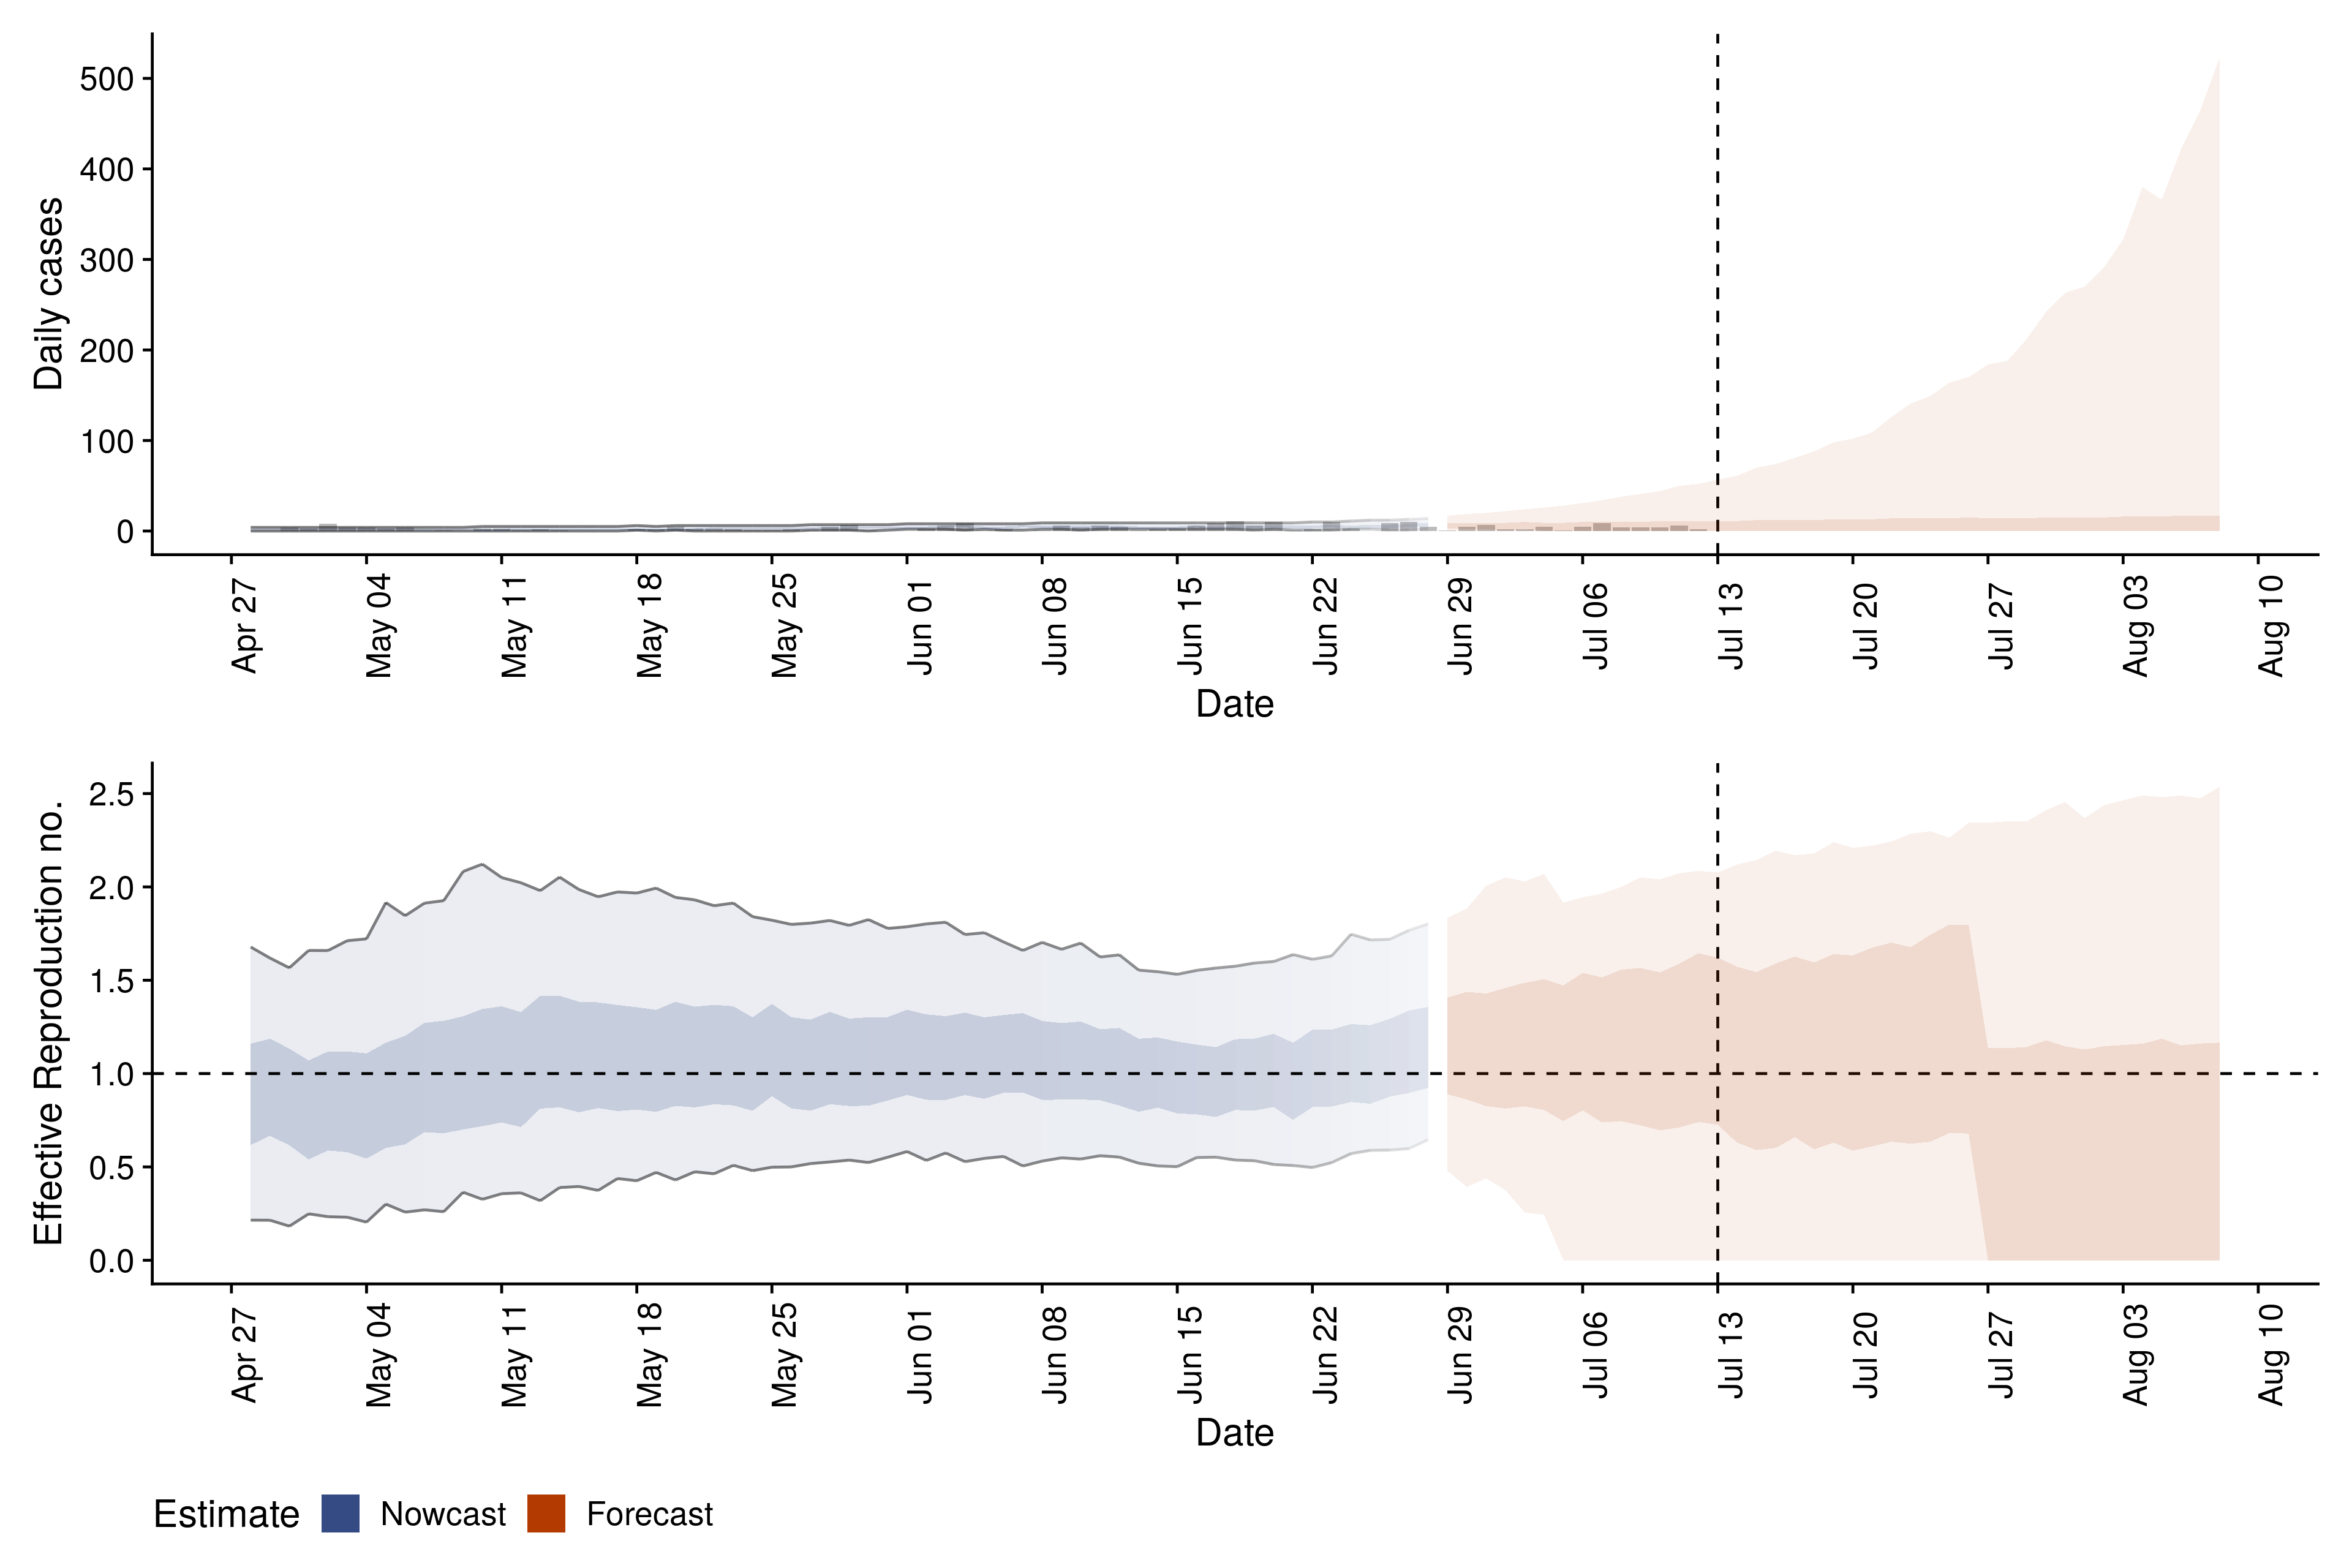 500
400
300
200
100
0
Daily cases
Apr 27
May 04
May 11
May 18
May 25
Jun 01
Jun 08
Jun 15
Jun 22
Jun 29
Jul 06
Jul 13
Jul 20
Jul 27
Aug 03
Aug 10
Date
2.5
2.0
1.5
1.0
0.5
0.0
Effective Reproduction no.
Apr 27
May 04
May 11
May 18
May 25
Jun 01
Jun 08
Jun 15
Jun 22
Jun 29
Jul 06
Jul 13
Jul 20
Jul 27
Aug 03
Aug 10
Date
Estimate Nowcast Forecast